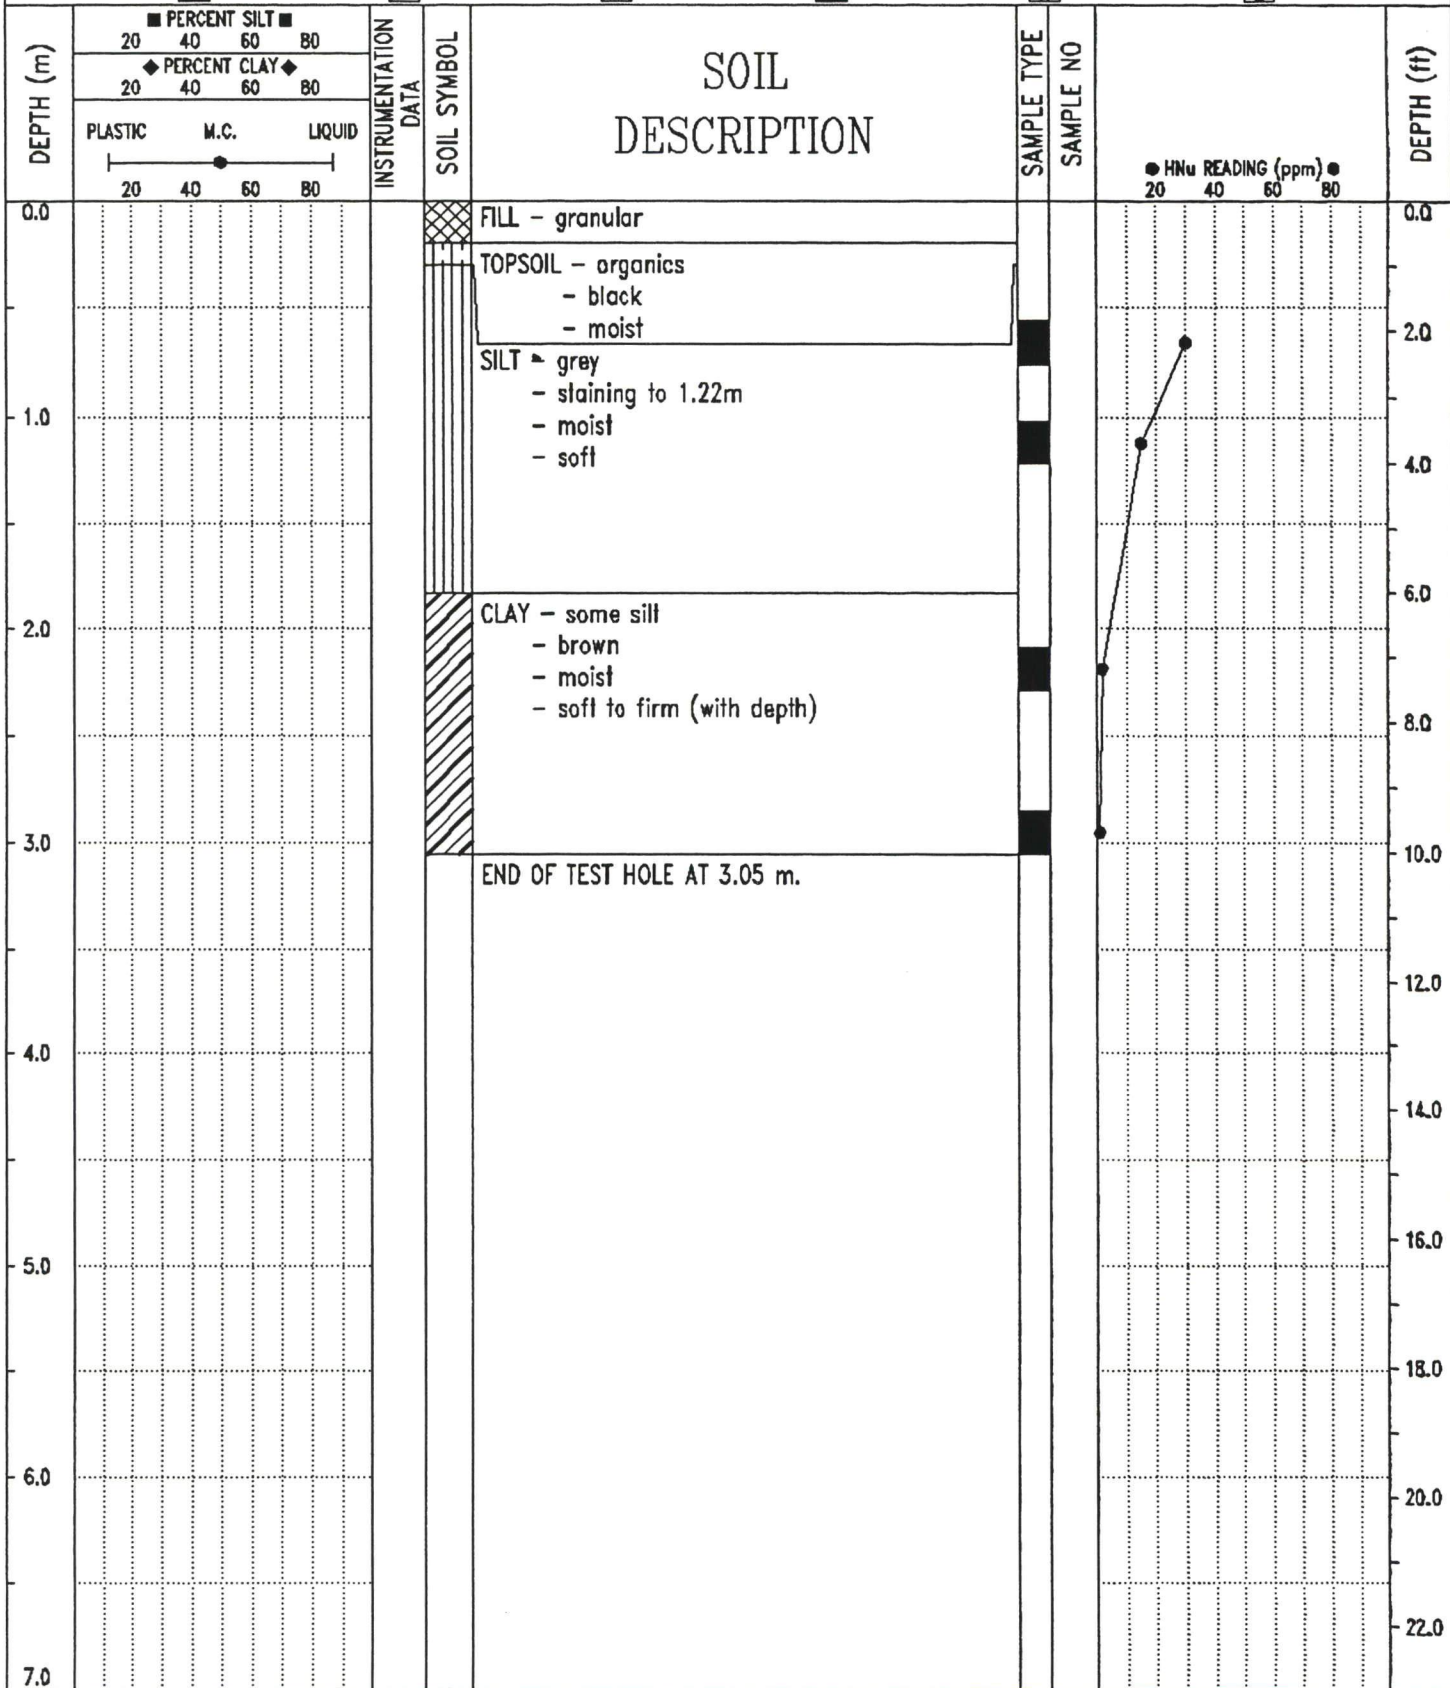 DEPTH (m)
■ PERCENT SILT ■
20 40 60 80
◆ PERCENT CLAY ◆
20 40 60 80
PLASTIC M.C. LIQUID
20 40 60 80
INSTRUMENTATION
DATA
SOIL SYMBOL
SOIL
DESCRIPTION
SAMPLE TYPE
SAMPLE NO
● HNu READING (ppm) ●
20 40 60 80
DEPTH (ft)
0.0
1.0
2.0
3.0
4.0
5.0
6.0
7.0
FILL - granular
TOPSOIL - organics
- black
- moist
SILT - grey
- staining to 1.22m
- moist
- soft
CLAY - some silt
- brown
- moist
- soft to firm (with depth)
END OF TEST HOLE AT 3.05 m.
0.0
2.0
4.0
6.0
8.0
10.0
12.0
14.0
16.0
18.0
20.0
22.0